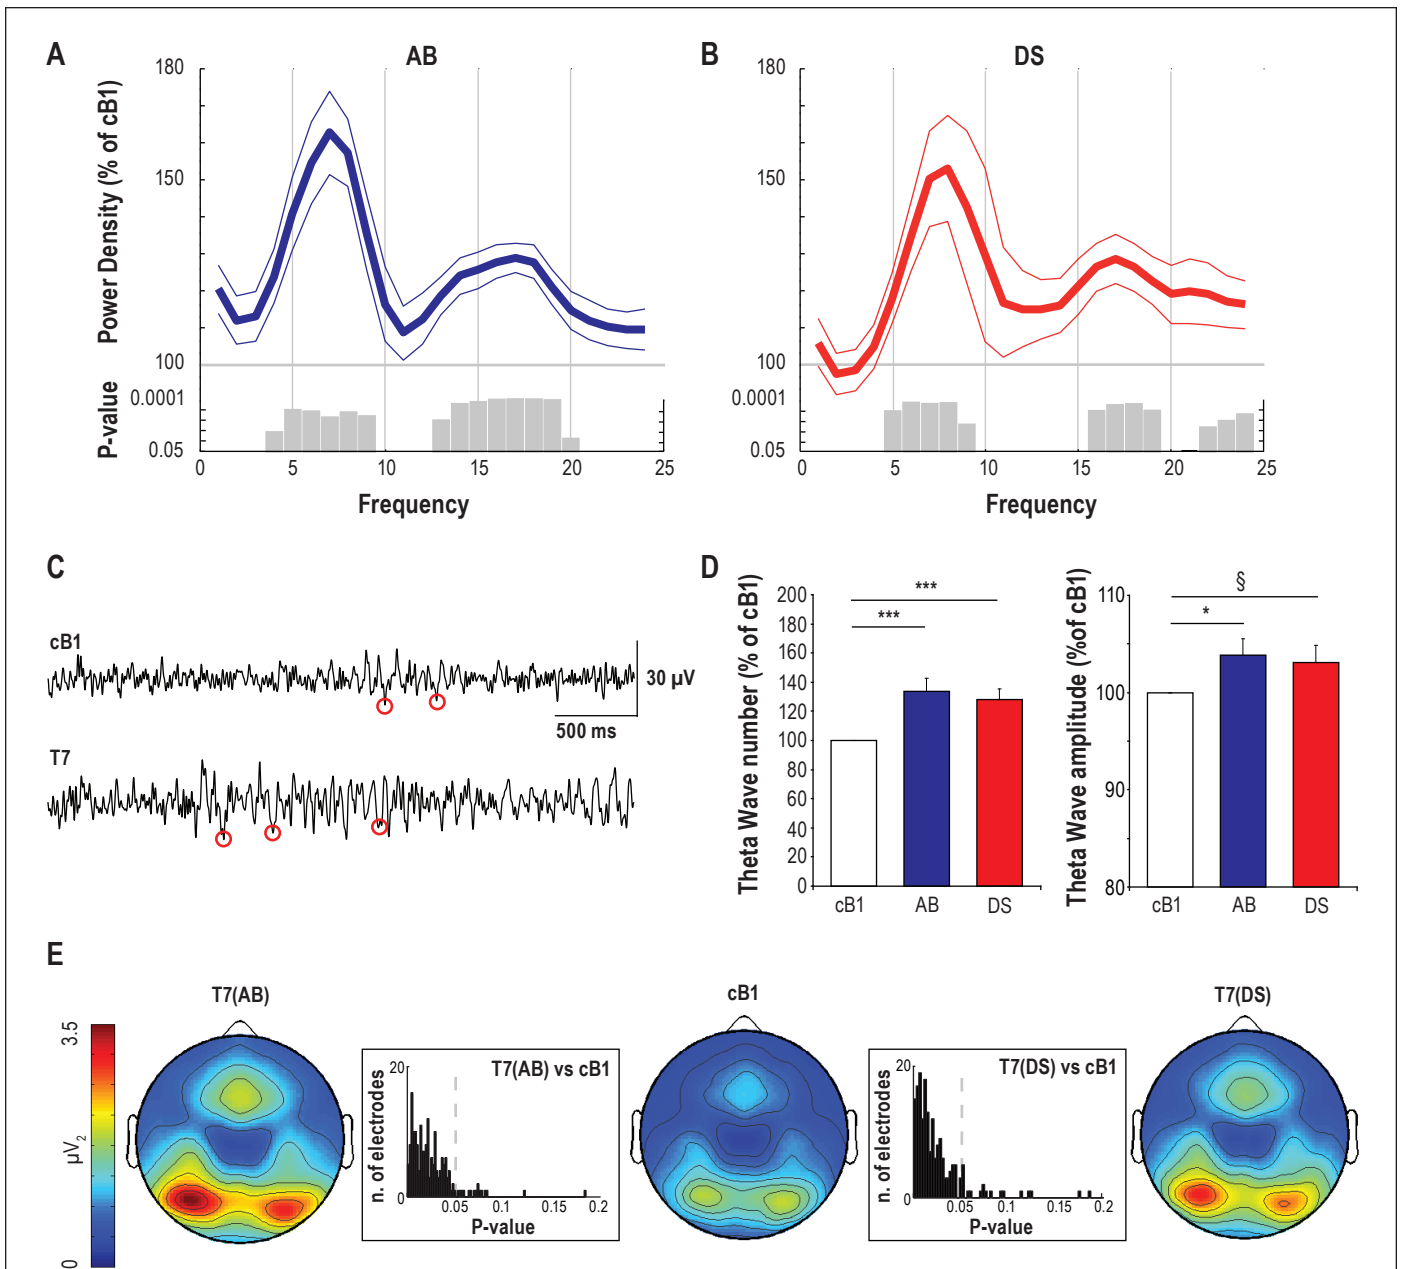 A
AB
180
150
100
Power Density (% of cB1)
0.0001
0.05
P-value
0 5 10 15 20 25
Frequency
B
DS
180
150
100
0.0001
0.05
0 5 10 15 20 25
Frequency
C
cB1
30 µV
500 ms
T7
D
Theta Wave number (% of cB1)
200
180
160
140
120
100
80
60
40
20
0
***
***
cB1 AB DS
Theta Wave amplitude (%of cB1)
110
100
90
80
§
*
cB1 AB DS
E
3.5
µV2
0
T7(AB)
T7(AB) vs cB1
20
0
n. of electrodes
0.05 0.1 0.2
P-value
cB1
T7(DS) vs cB1
20
0
n. of electrodes
0.05 0.1 0.2
P-value
T7(DS)